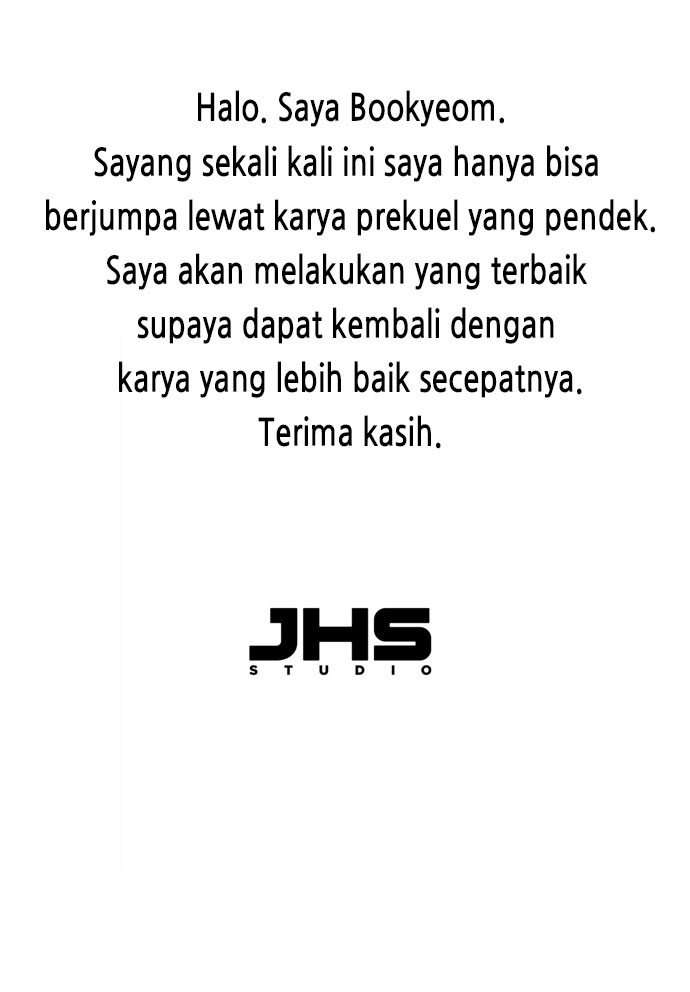 Halo. Saya Bookyeom.
Sayang sekali kali ini saya hanya bisa
berjumpa lewat karya prekuel yang pendek.
Saya akan melakukan yang terbaik
supaya dapat kembali dengan
karya yang lebih baik secepatnya.
Terima kasih.
JHS
STUDIO